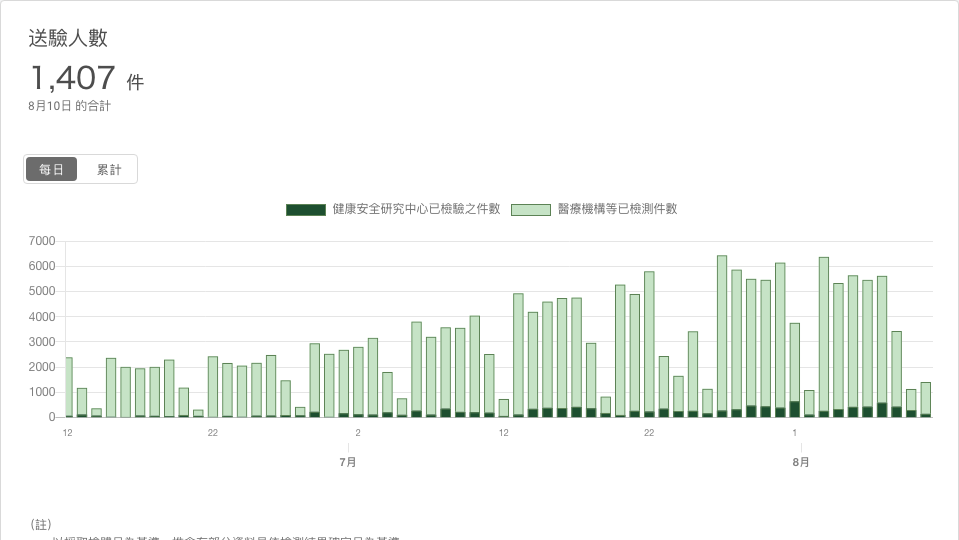 送驗人數
1,407 件
8月10日 的合計
每日 累計
健康安全研究中心已檢驗之件數 醫療機構等已檢測件數
7000
6000
5000
4000
3000
2000
1000
0
12 22 2 12 22 1
7月 8月
（註）